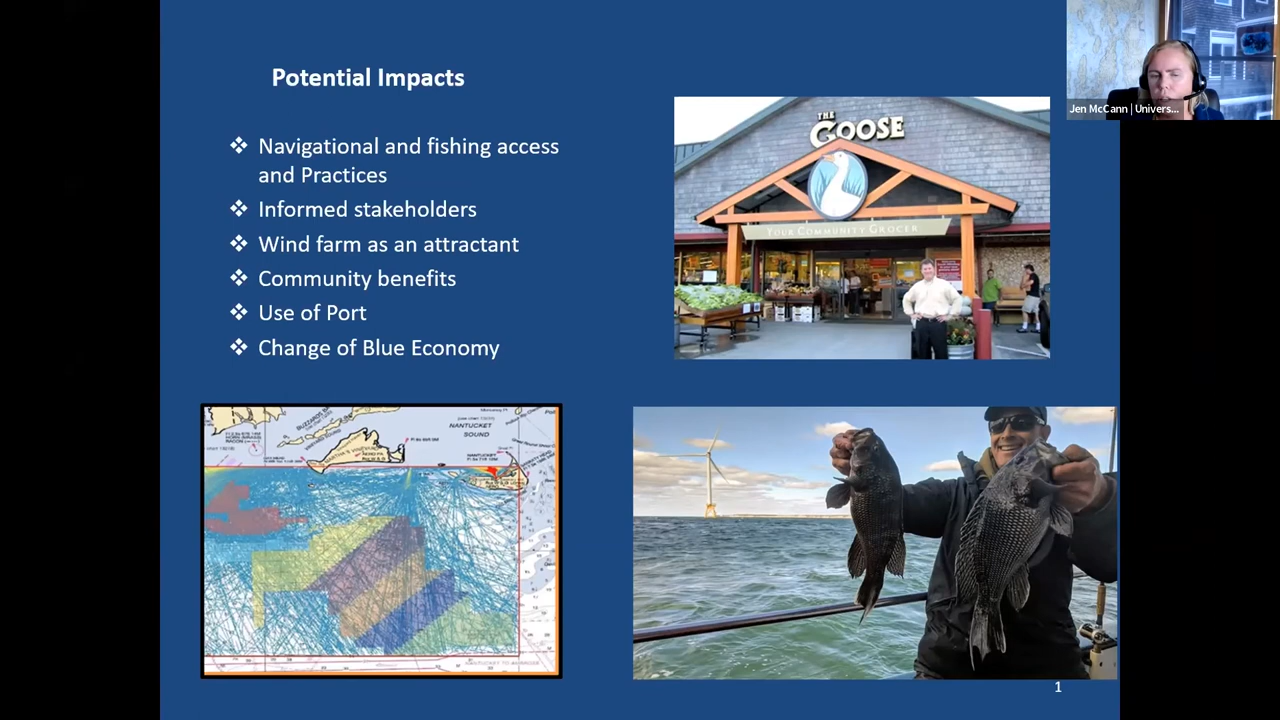 Potential Impacts
❖ Navigational and fishing access
and Practices
❖ Informed stakeholders
❖ Wind farm as an attractant
❖ Community benefits
❖ Use of Port
❖ Change of Blue Economy
THE
GOOSE
YOUR COMMUNITY GROCER
Jen McCann | Univers...
NANTUCKET
SOUND
1